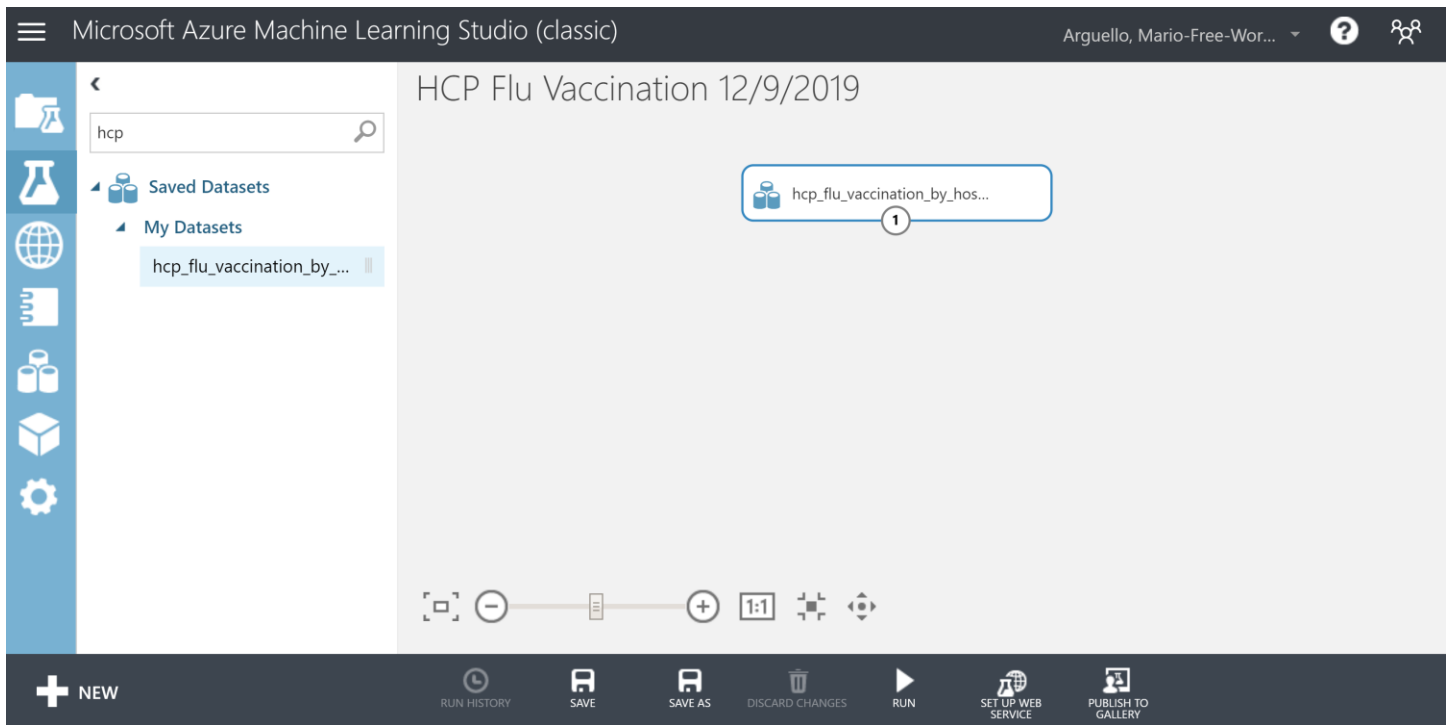 Microsoft Azure Machine Learning Studio (classic)
Arguello, Mario-Free-Wor...
?
hcp
Saved Datasets
My Datasets
hcp_flu_vaccination_by_...
HCP Flu Vaccination 12/9/2019
hcp_flu_vaccination_by_hos...
1
1:1
NEW
RUN HISTORY
SAVE
SAVE AS
DISCARD CHANGES
RUN
SET UP WEB
SERVICE
PUBLISH TO
GALLERY